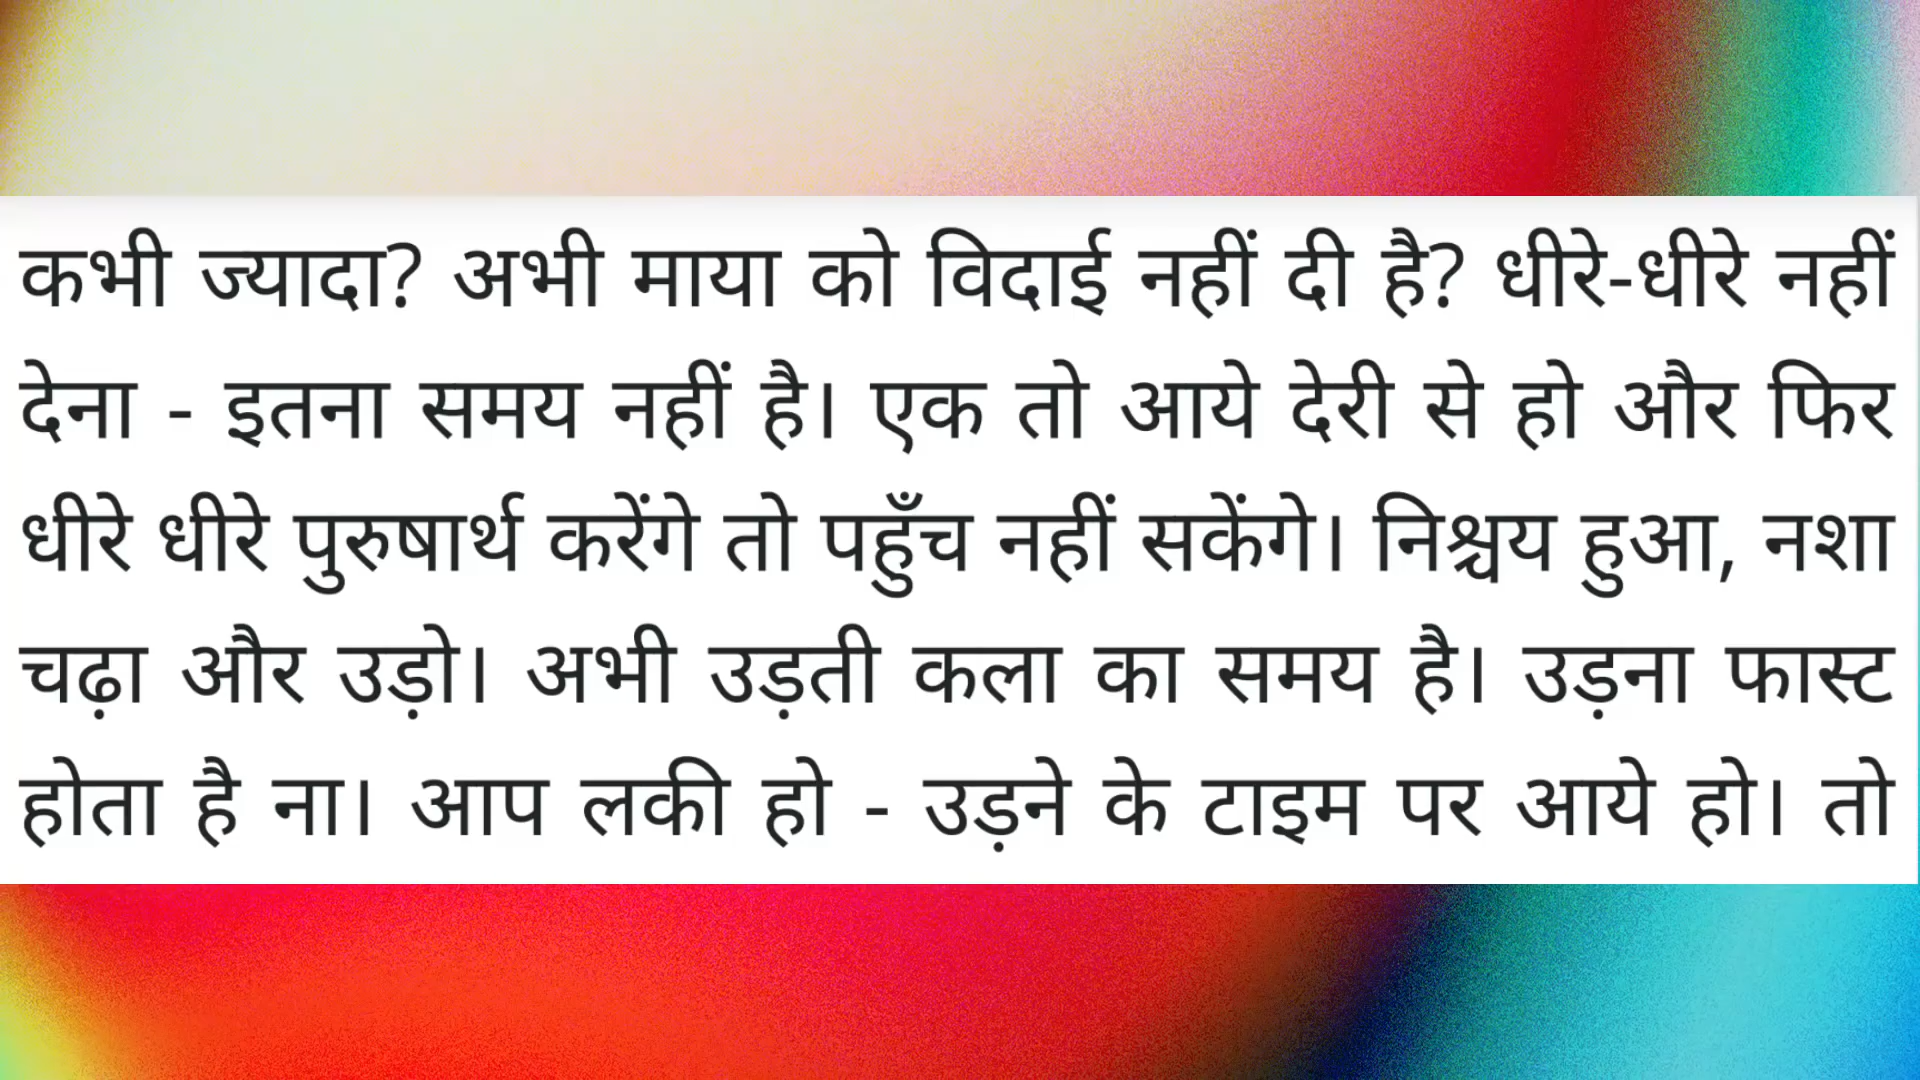 कभी ज्यादा? अभी माया को विदाई नहीं दी है? धीरे-धीरे नहीं
देना - इतना समय नहीं है। एक तो आये देरी से हो और फिर
धीरे धीरे पुरुषार्थ करेंगे तो पहुँच नहीं सकेंगे। निश्चय हुआ, नशा
चढ़ा और उड़ो। अभी उड़ती कला का समय है। उड़ना फास्ट
होता है ना। आप लकी हो - उड़ने के टाइम पर आये हो। तो